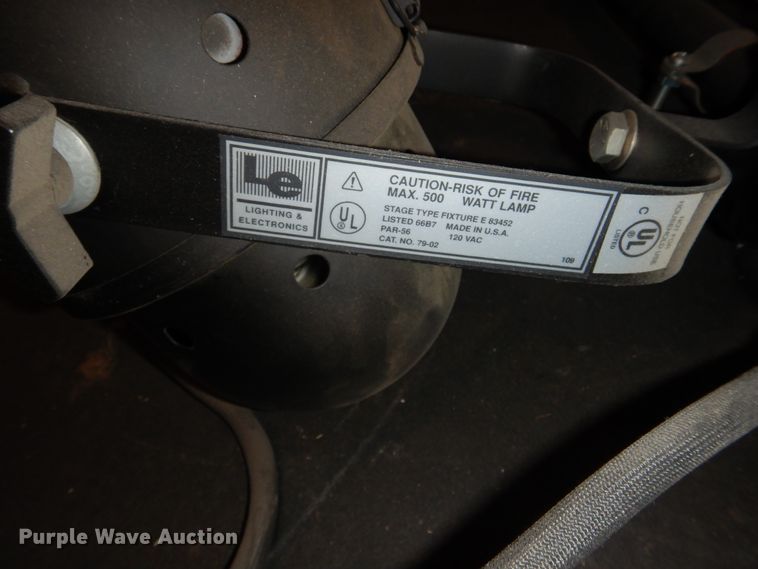 Le
LIGHTING &
ELECTRONICS
CAUTION-RISK OF FIRE
MAX. 500 WATT LAMP
UL
STAGE TYPE FIXTURE E 83452
LISTED 66B7 MADE IN U.S.A.
PAR-56 120 VAC
CAT. NO. 79-02
109
C
UL
LISTED
Purple Wave Auction